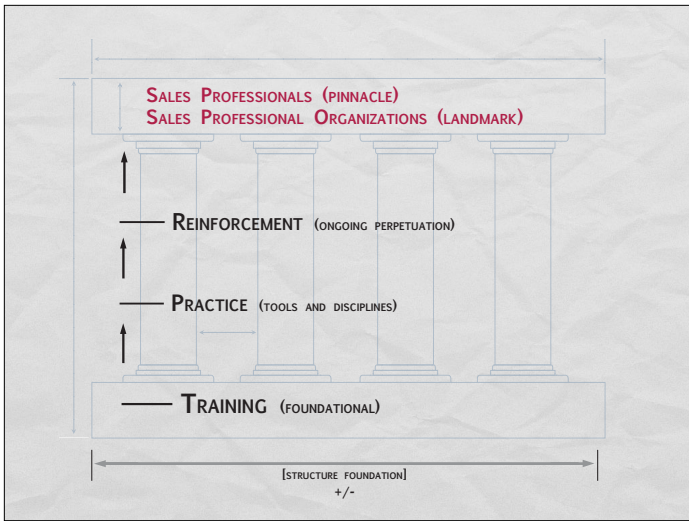 Sales Professionals (pinnacle)
Sales Professional Organizations (landmark)
Reinforcement (ongoing perpetuation)
Practice (tools and disciplines)
Training (foundational)
[structure foundation]
+/-